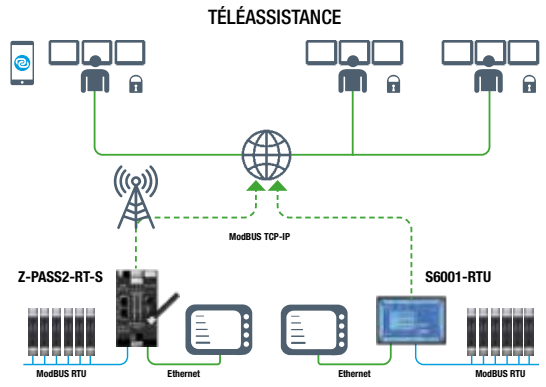 TÉLÉASSISTANCE
ModBUS TCP-IP
Z-PASS2-RT-S
S6001-RTU
ModBUS RTU
Ethernet
Ethernet
ModBUS RTU